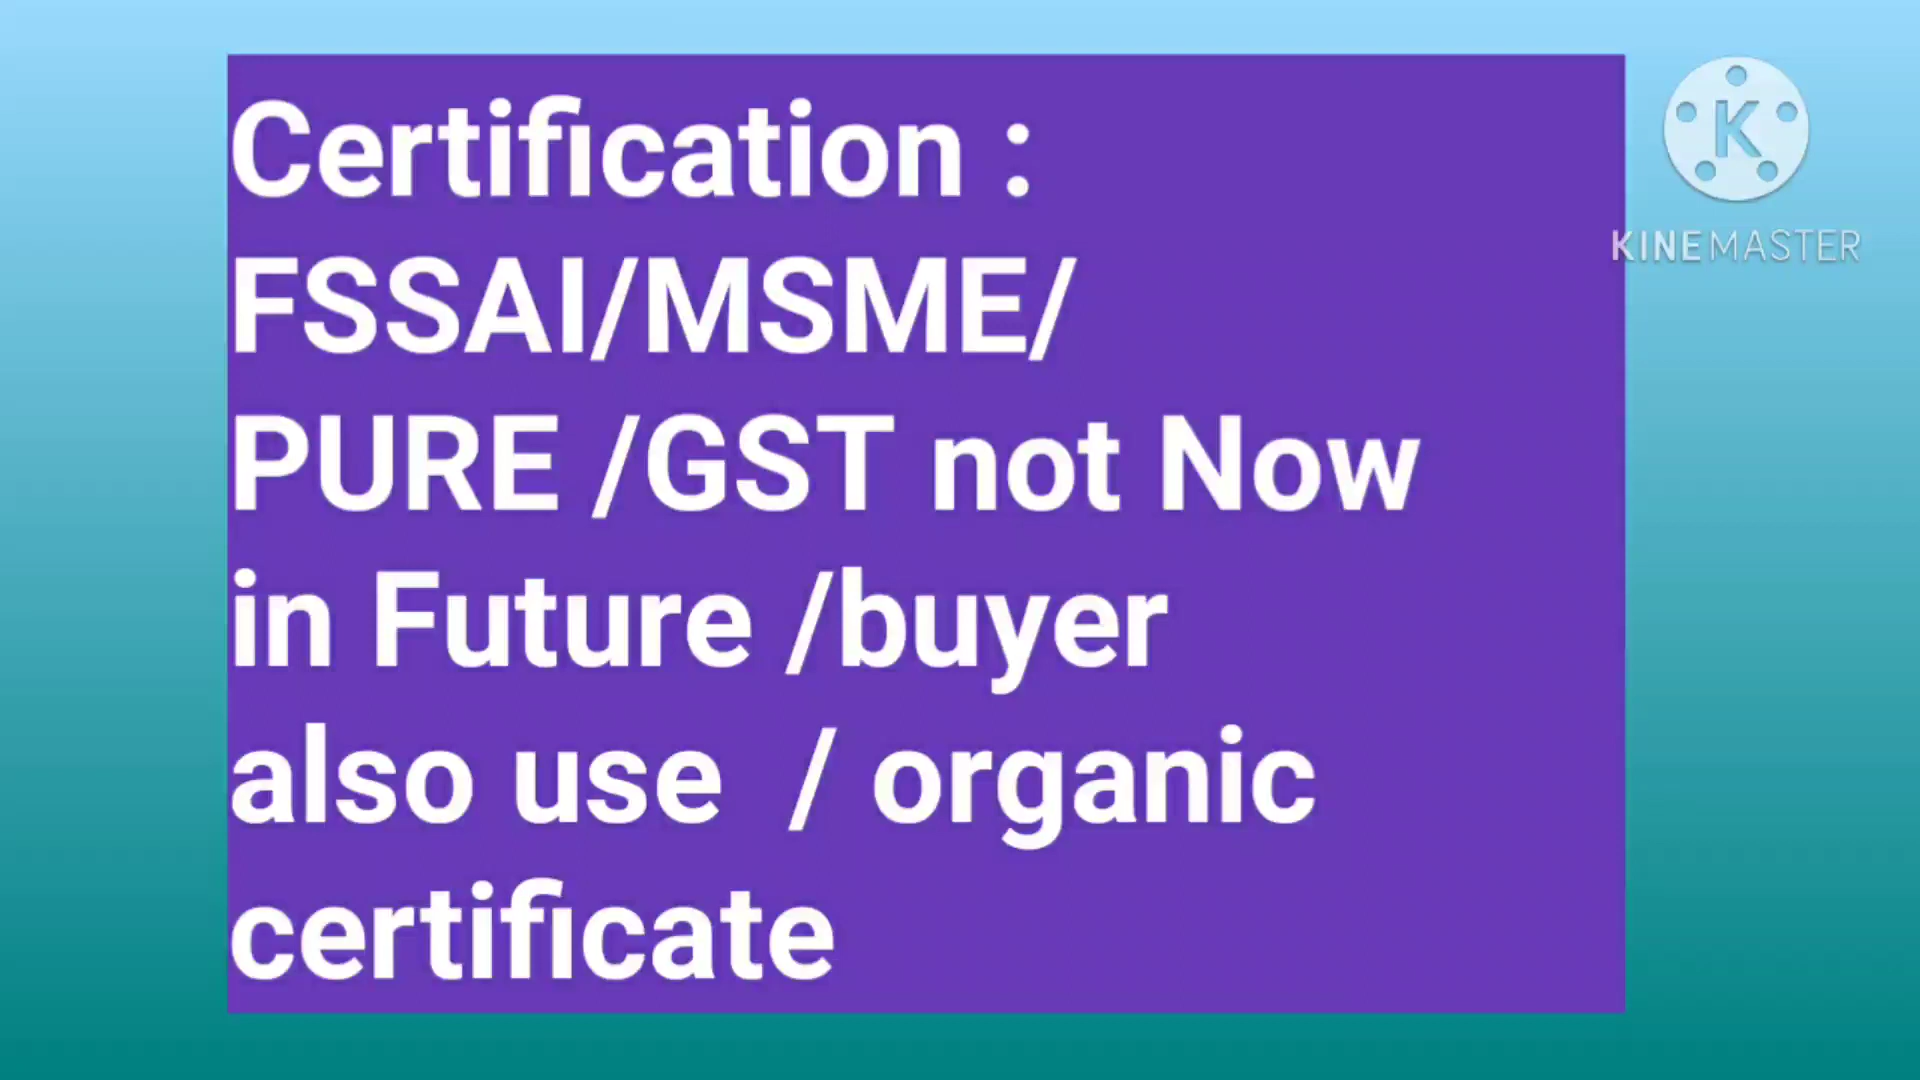 Certification :
FSSAI/MSME/
PURE /GST not Now
in Future /buyer
also use  / organic
certificate
K
KINEMASTER